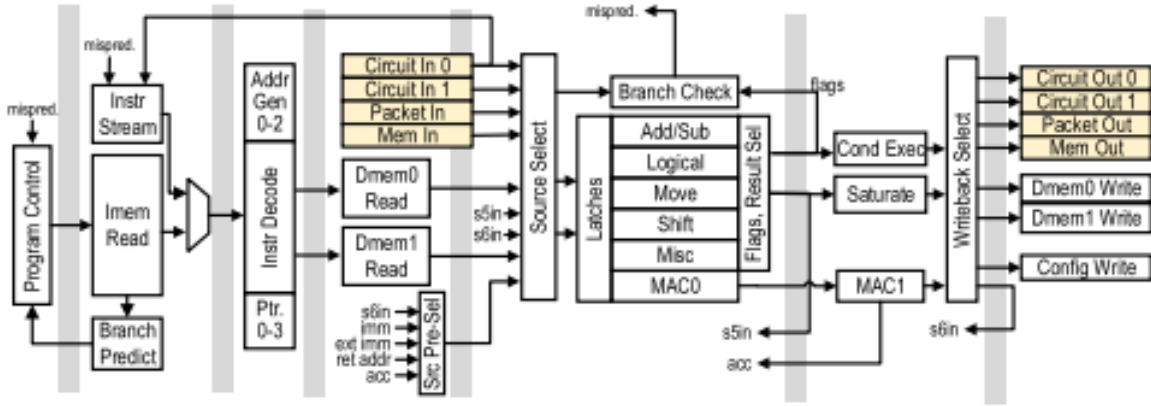 mispred.
mispred.
Program Control
Instr
Stream
Imem
Read
Branch
Predict
Addr
Gen
0-2
Instr Decode
Ptr.
0-3
Circuit In 0
Circuit In 1
Packet In
Mem In
Dmem0
Read
Dmem1
Read
s5in
s6in
s6in
imm
ext imm
ret addr
acc
Src Pre-Sel
Source Select
mispred.
Branch Check
flags
Latches
Add/Sub
Logical
Move
Shift
Misc
MAC0
Flags, Result Sel
Cond Exec
Saturate
MAC1
s5in
acc
Writeback Select
s6in
Circuit Out 0
Circuit Out 1
Packet Out
Mem Out
Dmem0 Write
Dmem1 Write
Config Write